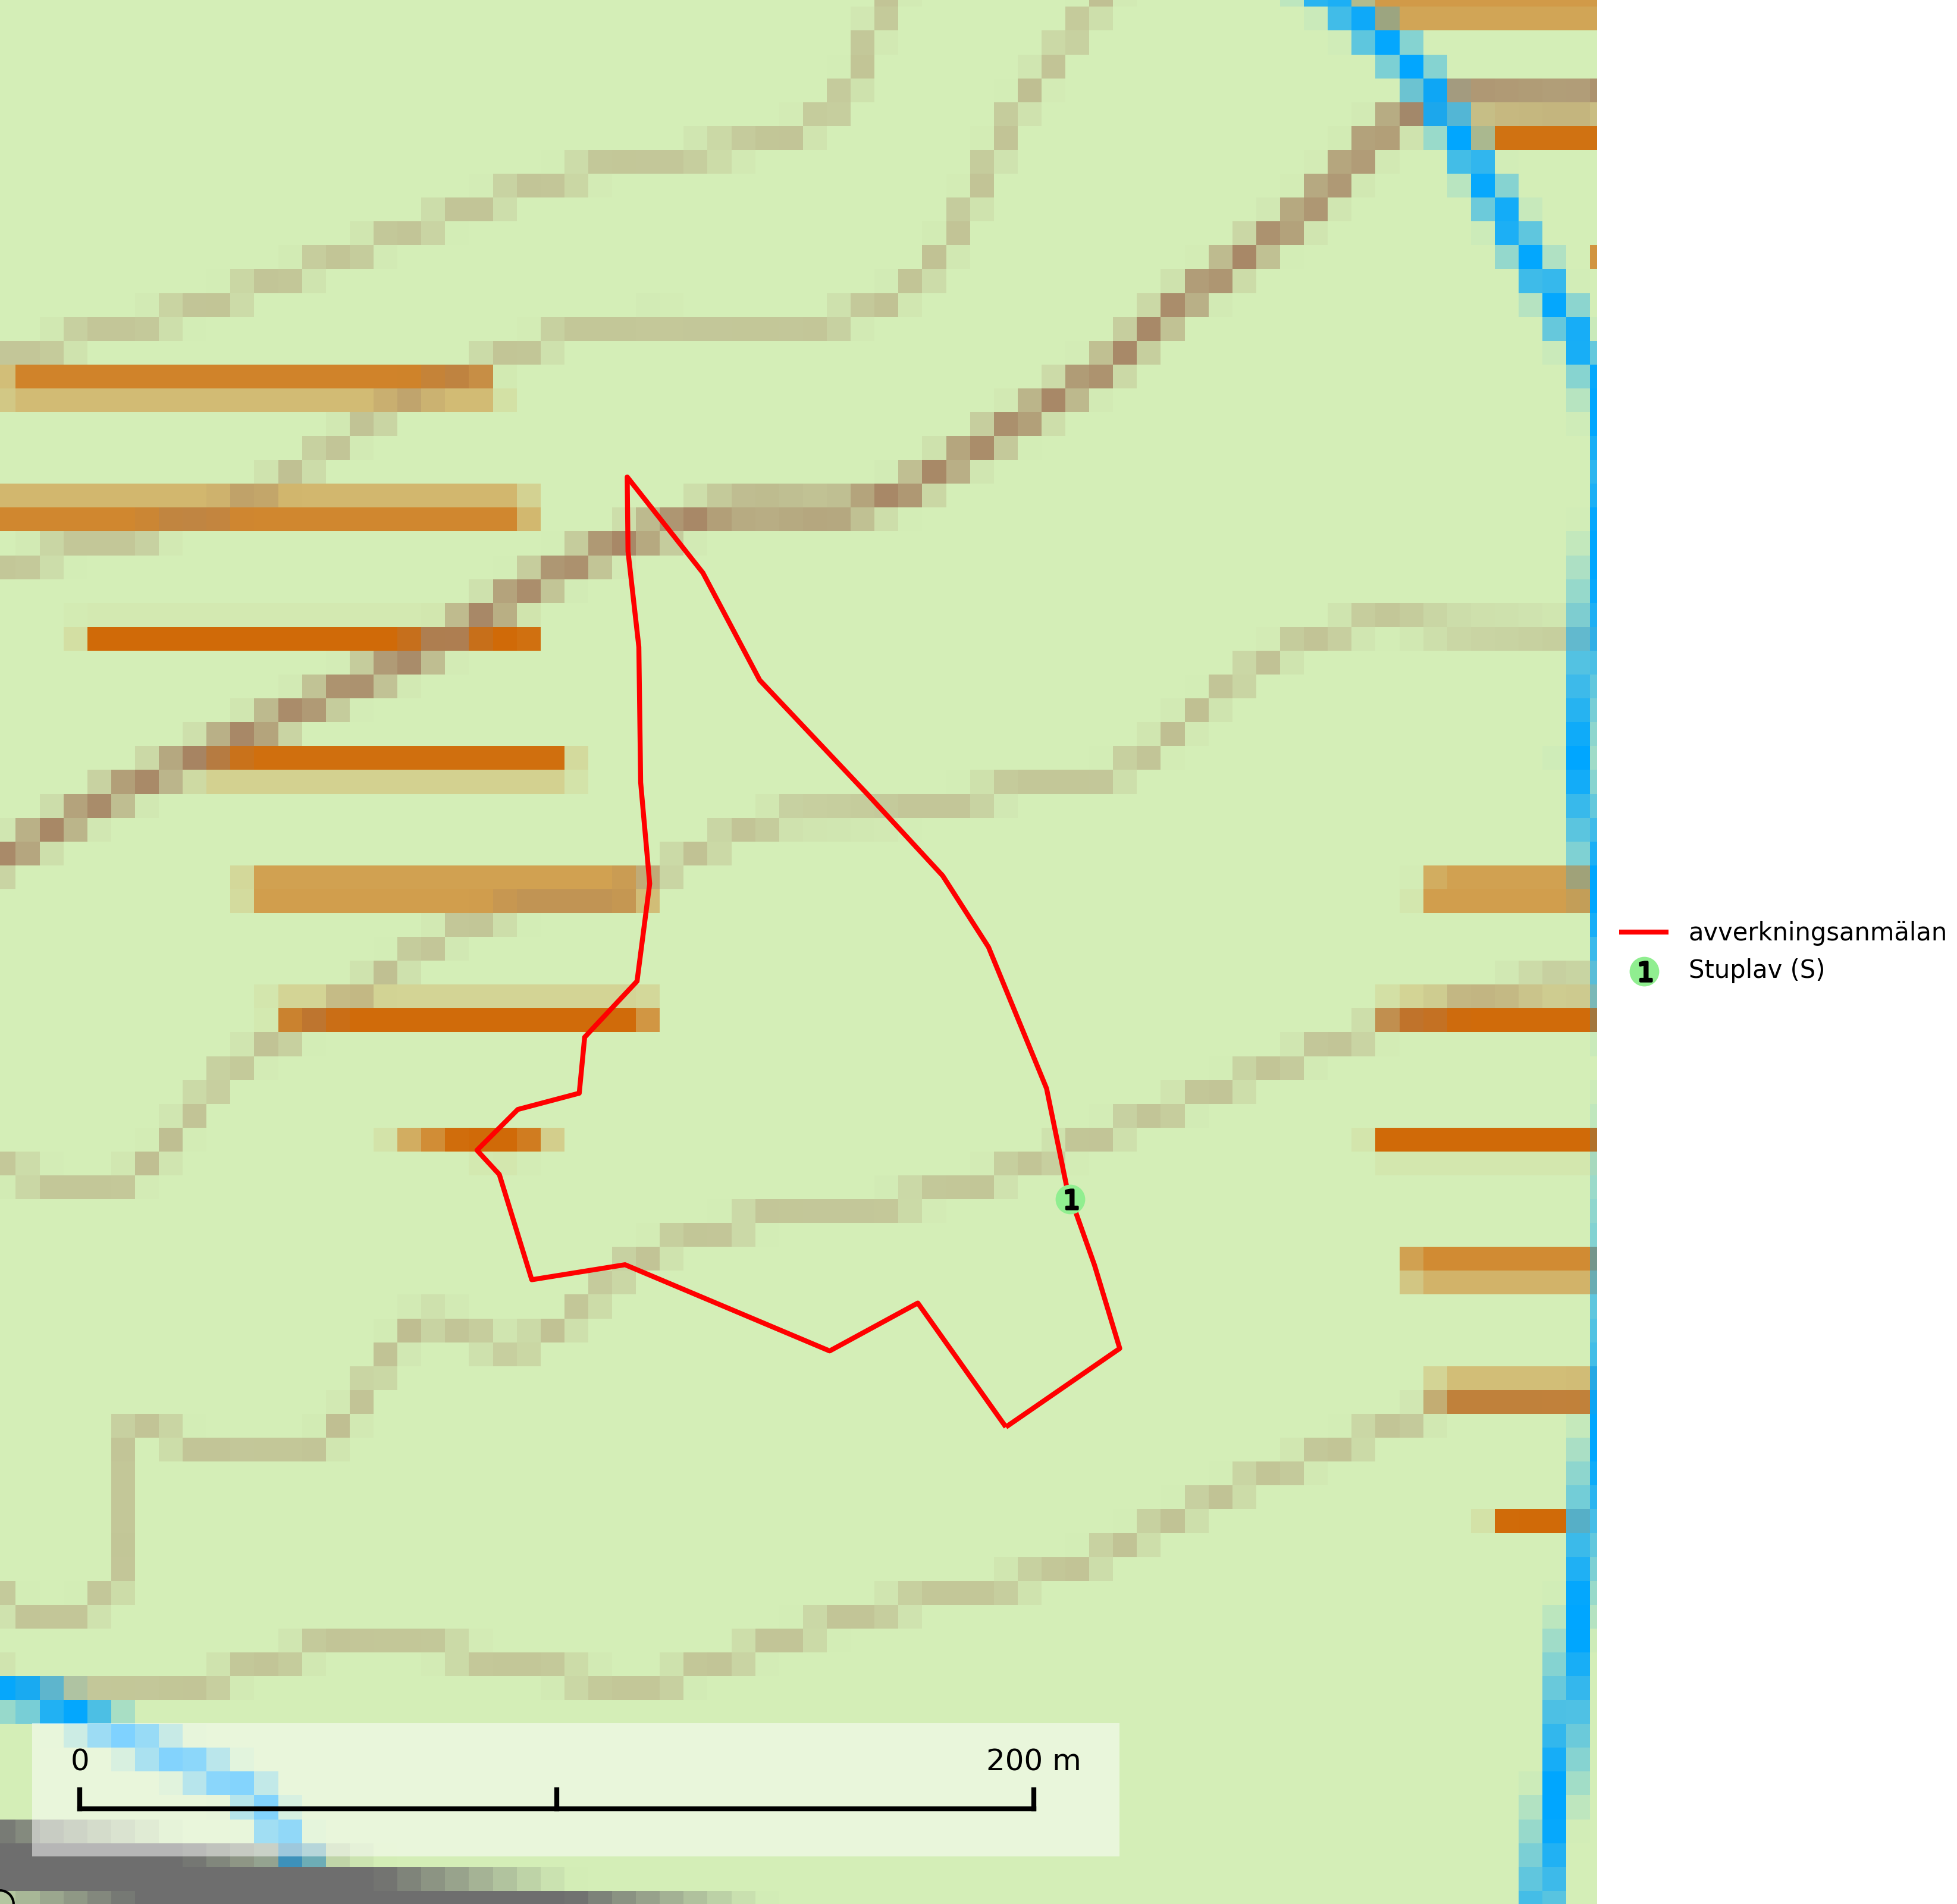 avverkningsanmälan
1 Stuplav (S)
1
0 200 m